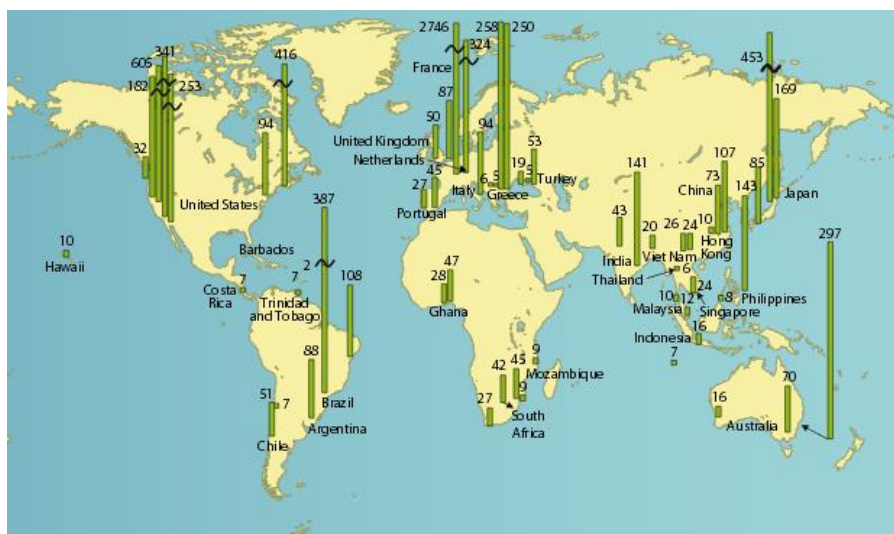 2746
258
250
324
341
605
416
453
France
182
253
87
169
50
94
94
32
United Kingdom
53
Netherlands
141
107
19
85
6
5
5
Turkey
73
143
Italy
Greece
China
Japan
27
45
United States
Portugal
387
43
26
24
10
20
297
Hong
Kong
10
Barbados
India
Viet Nam
Hawaii
47
Thailand
6
7
7
2
108
28
24
Costa
Rica
10
8
Philippines
Trinidad
and Tobago
Malaysia
12
Ghana
Singapore
16
Indonesia
88
42
45
9
7
Mozambique
70
51
7
Brazil
27
9
16
South
Africa
Argentina
Australia
Chile